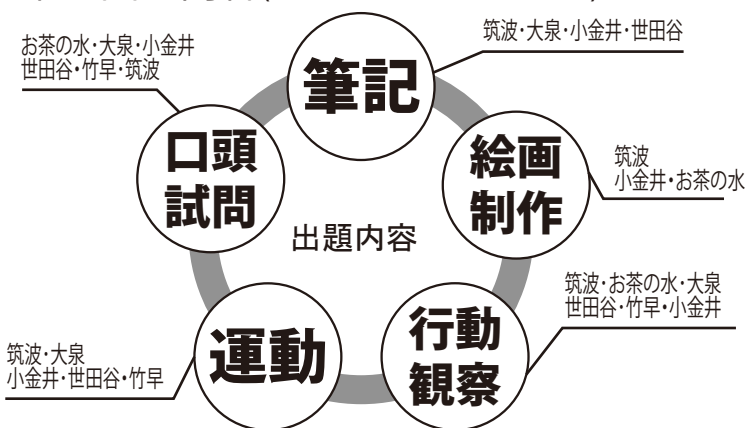 筆記
筑波・大泉・小金井・世田谷
お茶の水・大泉・小金井
世田谷・竹早・筑波
口頭
試問
絵画
制作
筑波
小金井・お茶の水
出題内容
運動
筑波・大泉
小金井・世田谷・竹早
行動
観察
筑波・お茶の水・大泉
世田谷・竹早・小金井